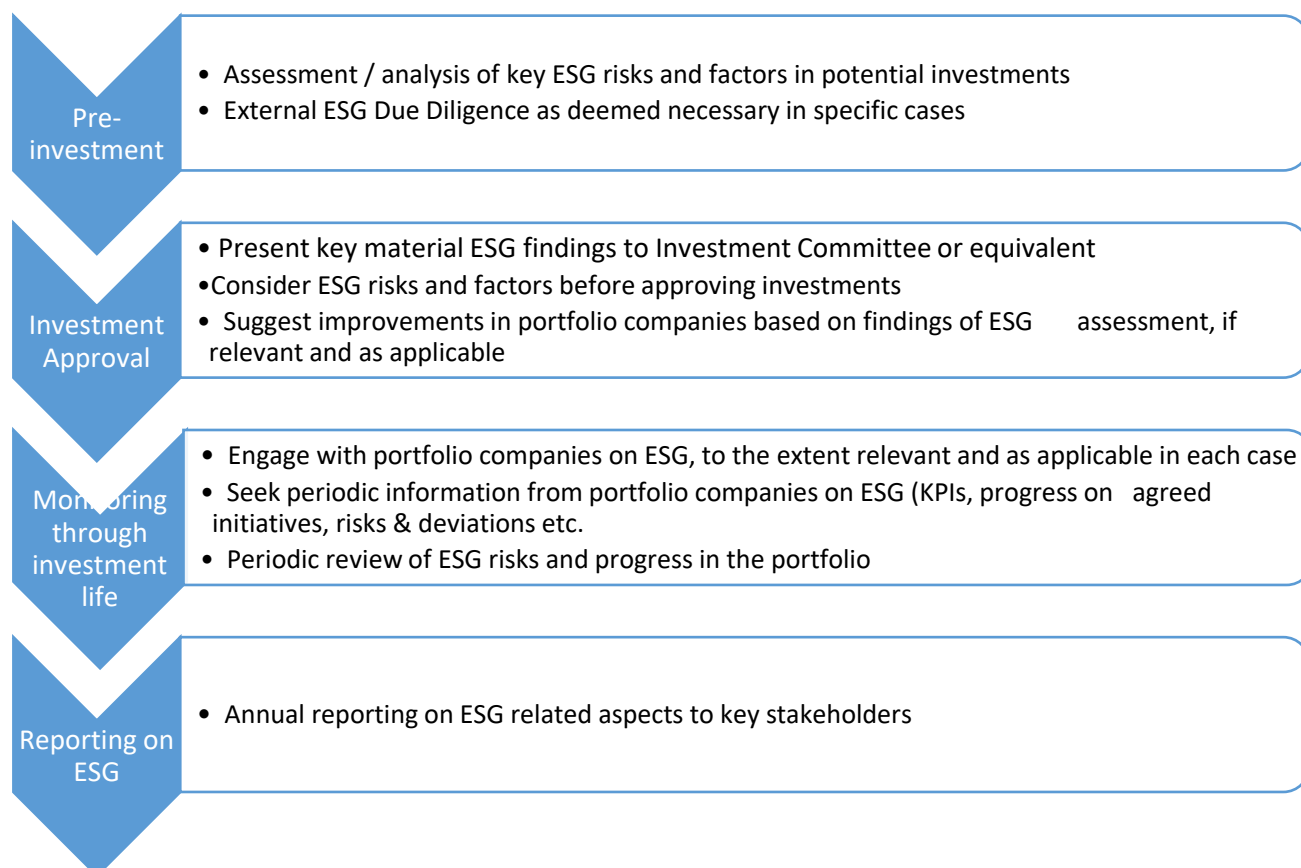 • Assessment / analysis of key ESG risks and factors in potential investments
• External ESG Due Diligence as deemed necessary in specific cases
Pre-
investment
• Present key material ESG findings to Investment Committee or equivalent
•Consider ESG risks and factors before approving investments
• Suggest improvements in portfolio companies based on findings of ESG assessment, if
relevant and as applicable
Investment
Approval
• Engage with portfolio companies on ESG, to the extent relevant and as applicable in each case
• Seek periodic information from portfolio companies on ESG (KPIs, progress on agreed
initiatives, risks & deviations etc.
• Periodic review of ESG risks and progress in the portfolio
Monitoring
through
investment
life
• Annual reporting on ESG related aspects to key stakeholders
Reporting on
ESG